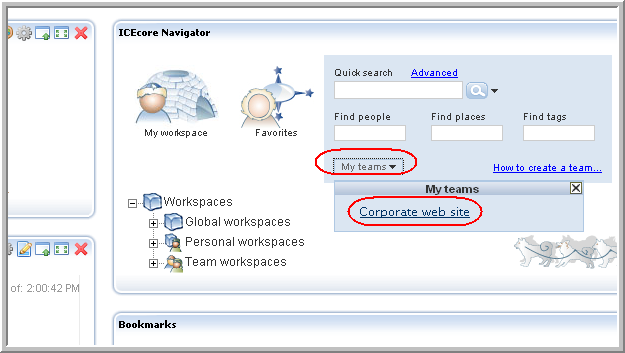 ICEcore Navigator
Quick search Advanced
Find people Find places Find tags
My workspace Favorites
My teams How to create a team...
My teams
Corporate web site
Workspaces
Global workspaces
Personal workspaces
Team workspaces
of: 2:00:42 PM
Bookmarks